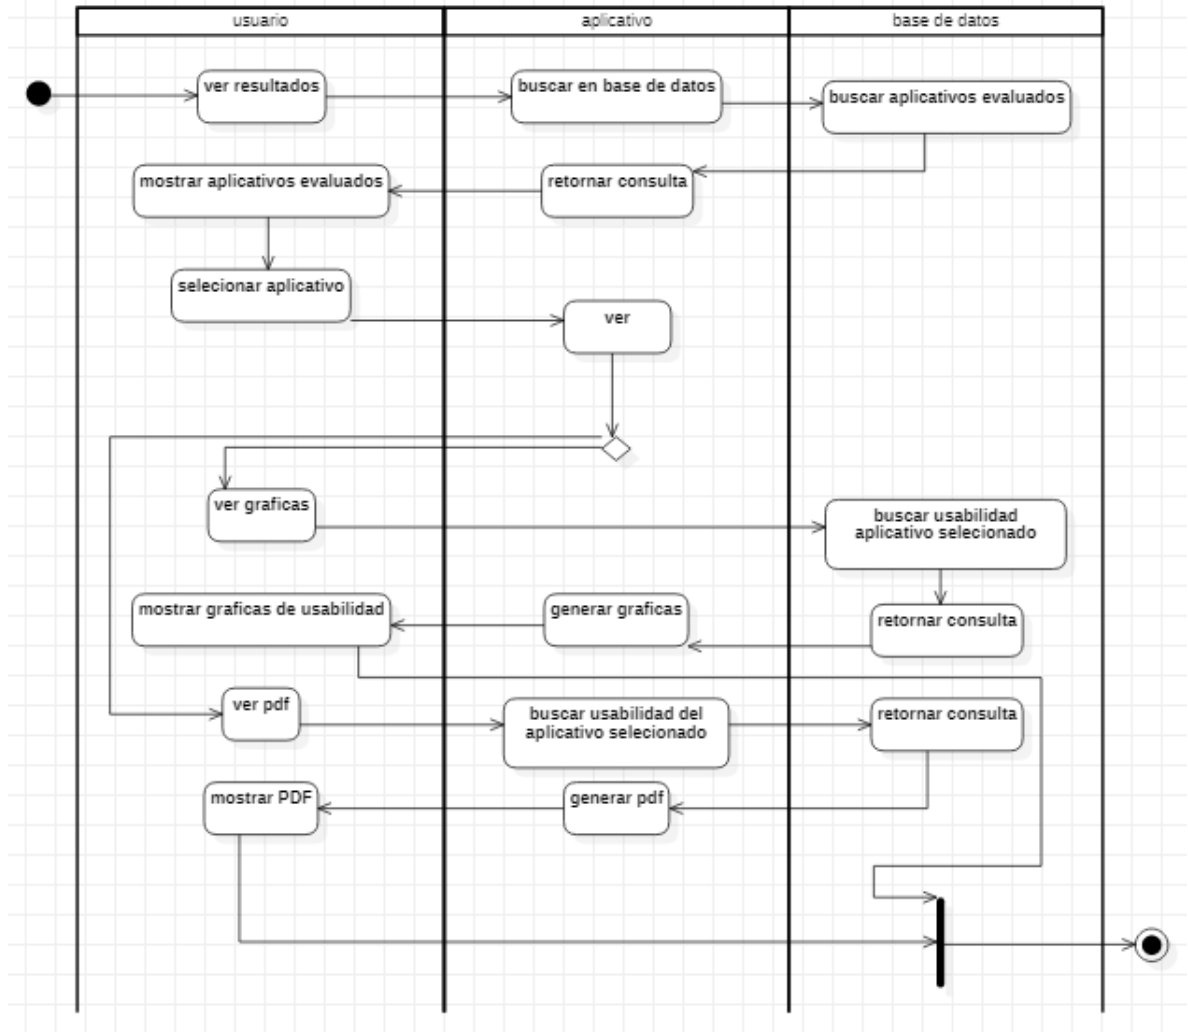 usuario
aplicativo
base de datos
ver resultados
buscar en base de datos
buscar aplicativos evaluados
mostrar aplicativos evaluados
retornar consulta
selecionar aplicativo
ver
ver graficas
buscar usabilidad
aplicativo selecionado
mostrar graficas de usabilidad
generar graficas
retornar consulta
ver pdf
buscar usabilidad del
aplicativo selecionado
retornar consulta
mostrar PDF
generar pdf